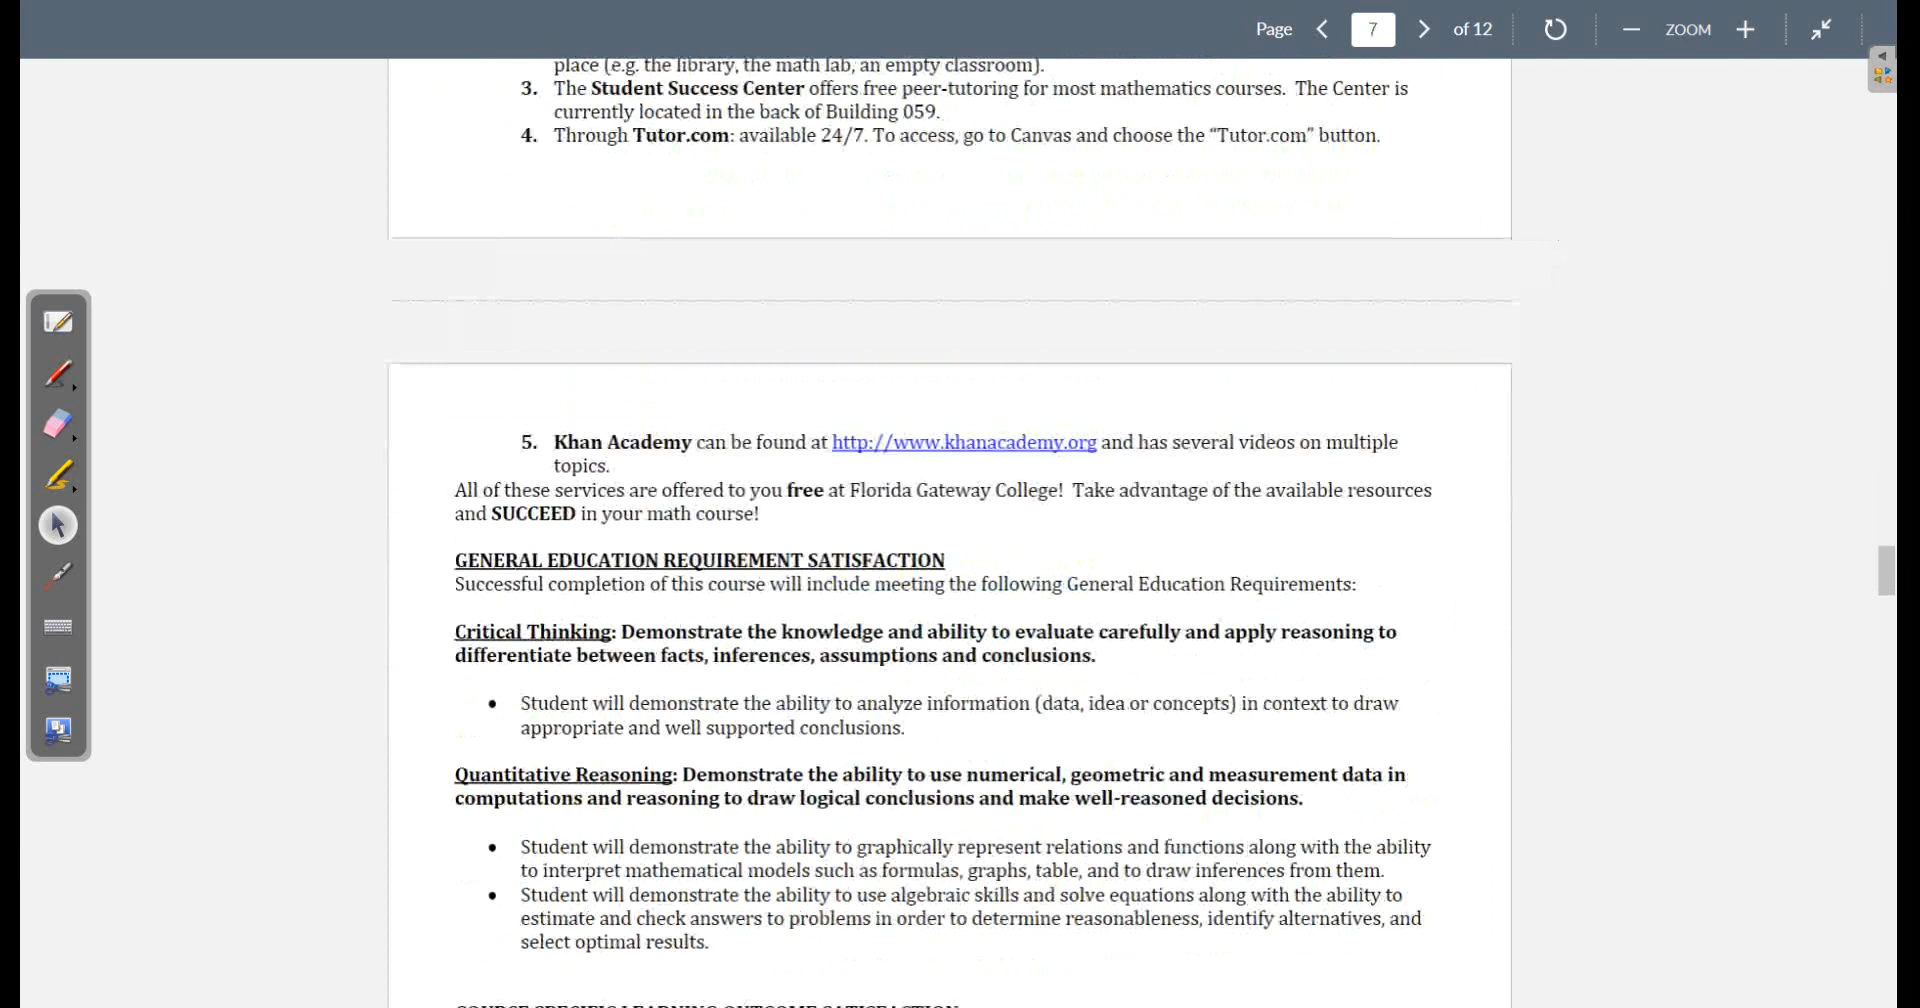 Page 7 of 12 ZOOM
place (e.g. the library, the math lab, an empty classroom).
3. The Student Success Center offers free peer-tutoring for most mathematics courses. The Center is
currently located in the back of Building 059.
4. Through Tutor.com: available 24/7. To access, go to Canvas and choose the “Tutor.com” button.
5. Khan Academy can be found at http://www.khanacademy.org and has several videos on multiple
topics.
All of these services are offered to you free at Florida Gateway College! Take advantage of the available resources
and SUCCEED in your math course!
GENERAL EDUCATION REQUIREMENT SATISFACTION
Successful completion of this course will include meeting the following General Education Requirements:
Critical Thinking: Demonstrate the knowledge and ability to evaluate carefully and apply reasoning to
differentiate between facts, inferences, assumptions and conclusions.
• Student will demonstrate the ability to analyze information (data, idea or concepts) in context to draw
appropriate and well supported conclusions.
Quantitative Reasoning: Demonstrate the ability to use numerical, geometric and measurement data in
computations and reasoning to draw logical conclusions and make well-reasoned decisions.
• Student will demonstrate the ability to graphically represent relations and functions along with the ability
to interpret mathematical models such as formulas, graphs, table, and to draw inferences from them.
• Student will demonstrate the ability to use algebraic skills and solve equations along with the ability to
estimate and check answers to problems in order to determine reasonableness, identify alternatives, and
select optimal results.
COURSE SPECIFIC LEARNING OUTCOME SATISFACTION